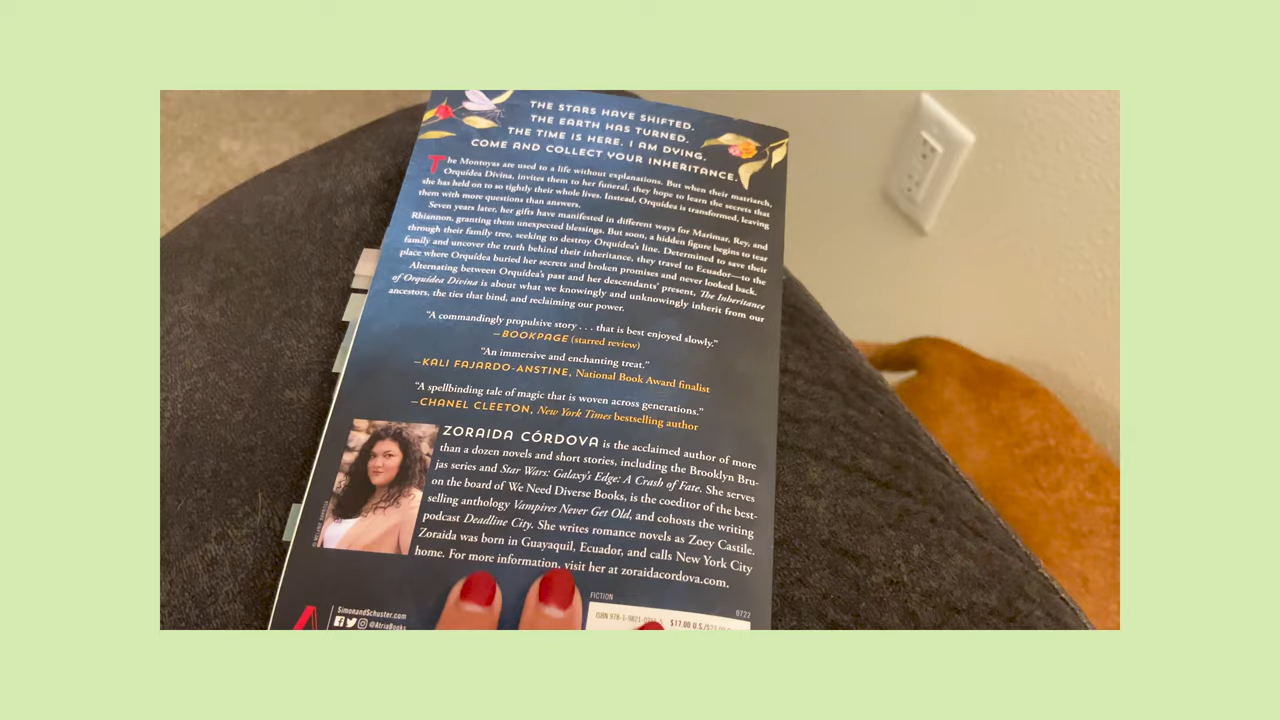 THE STARS HAVE SHIFTED.
THE EARTH HAS TURNED.
THE TIME IS HERE. I AM DYING.
COME AND COLLECT YOUR INHERITANCE.
The Montoyas are used to a life without explanations. But when their matriarch,
Orquídea Divina, invites them to her funeral, they hope to learn the secrets that
she has held on to so tightly their whole lives. Instead, Orquídea is transformed, leaving
them with more questions than answers.
Seven years later, her gifts have manifested in different ways for Marimar, Rey, and
Rhiannon, granting them unexpected blessings. But soon, a hidden figure begins to tear
through their family tree, seeking to destroy Orquídea's line. Determined to save their
family and uncover the truth behind their inheritance, they travel to Ecuador—to the
place where Orquídea buried her secrets and broken promises and never looked back.
Alternating between Orquídea's past and her descendants' present, The Inheritance
of Orquídea Divina is about what we knowingly and unknowingly inherit from our
ancestors, the ties that bind, and reclaiming our power.
"A commandingly propulsive story . . . that is best enjoyed slowly."
—BOOKPAGE (starred review)
"An immersive and enchanting treat."
—KALI FAJARDO-ANSTINE, National Book Award finalist
"A spellbinding tale of magic that is woven across generations."
—CHANEL CLEETON, New York Times bestselling author
ZORAIDA CÓRDOVA is the acclaimed author of more
than a dozen novels and short stories, including the Brooklyn Bru-
jas series and Star Wars: Galaxy's Edge: A Crash of Fate. She serves
on the board of We Need Diverse Books, is the coeditor of the best-
selling anthology Vampires Never Get Old, and cohosts the writing
podcast Deadline City. She writes romance novels as Zoey Castile.
Zoraida was born in Guayaquil, Ecuador, and calls New York City
home. For more information, visit her at zoraidacordova.com.
SimonandSchuster.com
@AtriaBooks
FICTION
0722
ISBN
$17.00 U.S.